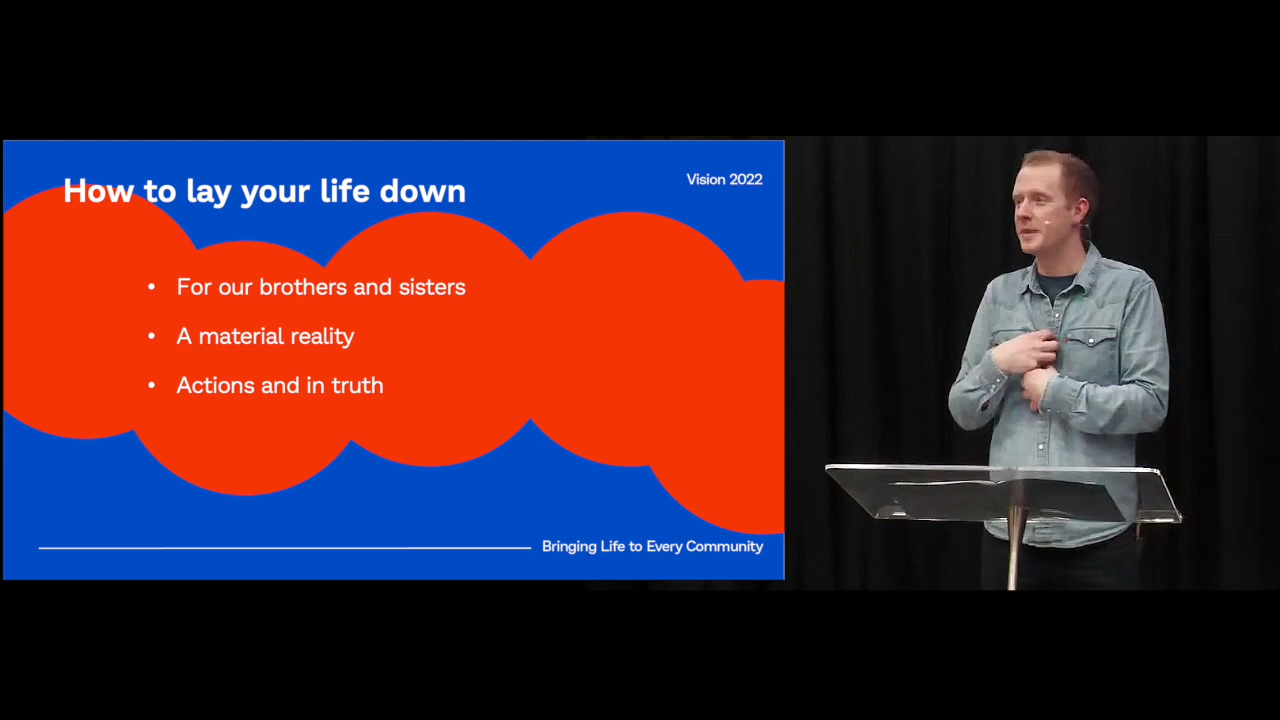 How to lay your life down
Vision 2022
• For our brothers and sisters
• A material reality
• Actions and in truth
Bringing Life to Every Community